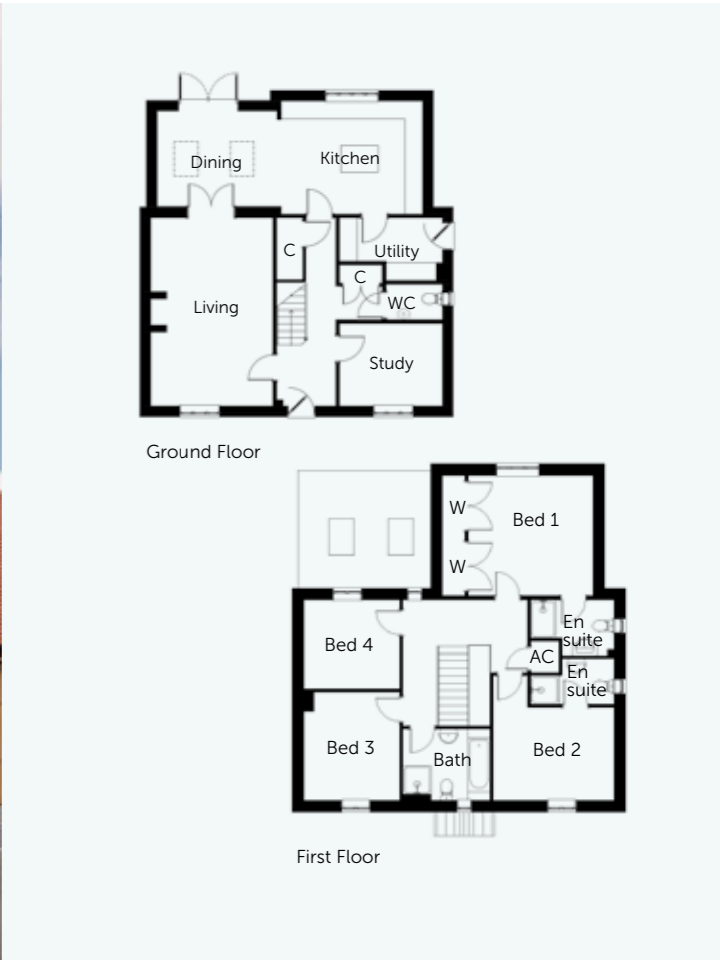 Dining
Kitchen
C
Utility
C
WC
Living
Study
Ground Floor
W
Bed 1
W
En
suite
Bed 4
AC
En
suite
Bed 3
Bath
Bed 2
First Floor